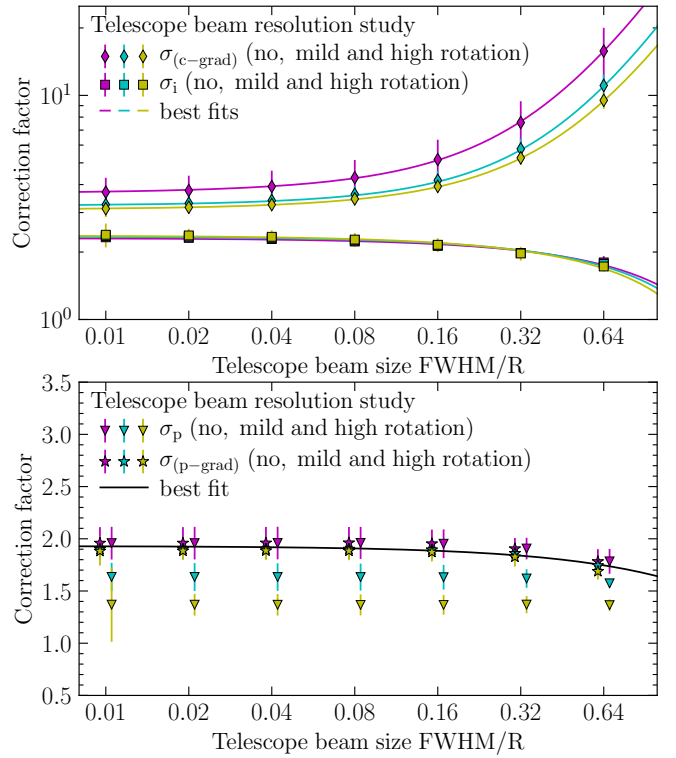 Telescope beam resolution study
σ(c−grad) (no, mild and high rotation)
σi (no, mild and high rotation)
best fits
10^1
10^0
Correction factor
0.01 0.02 0.04 0.08 0.16 0.32 0.64
Telescope beam size FWHM/R
Telescope beam resolution study
σp (no, mild and high rotation)
σ(p−grad) (no, mild and high rotation)
best fit
3.5
3.0
2.5
2.0
1.5
1.0
0.5
Correction factor
0.01 0.02 0.04 0.08 0.16 0.32 0.64
Telescope beam size FWHM/R